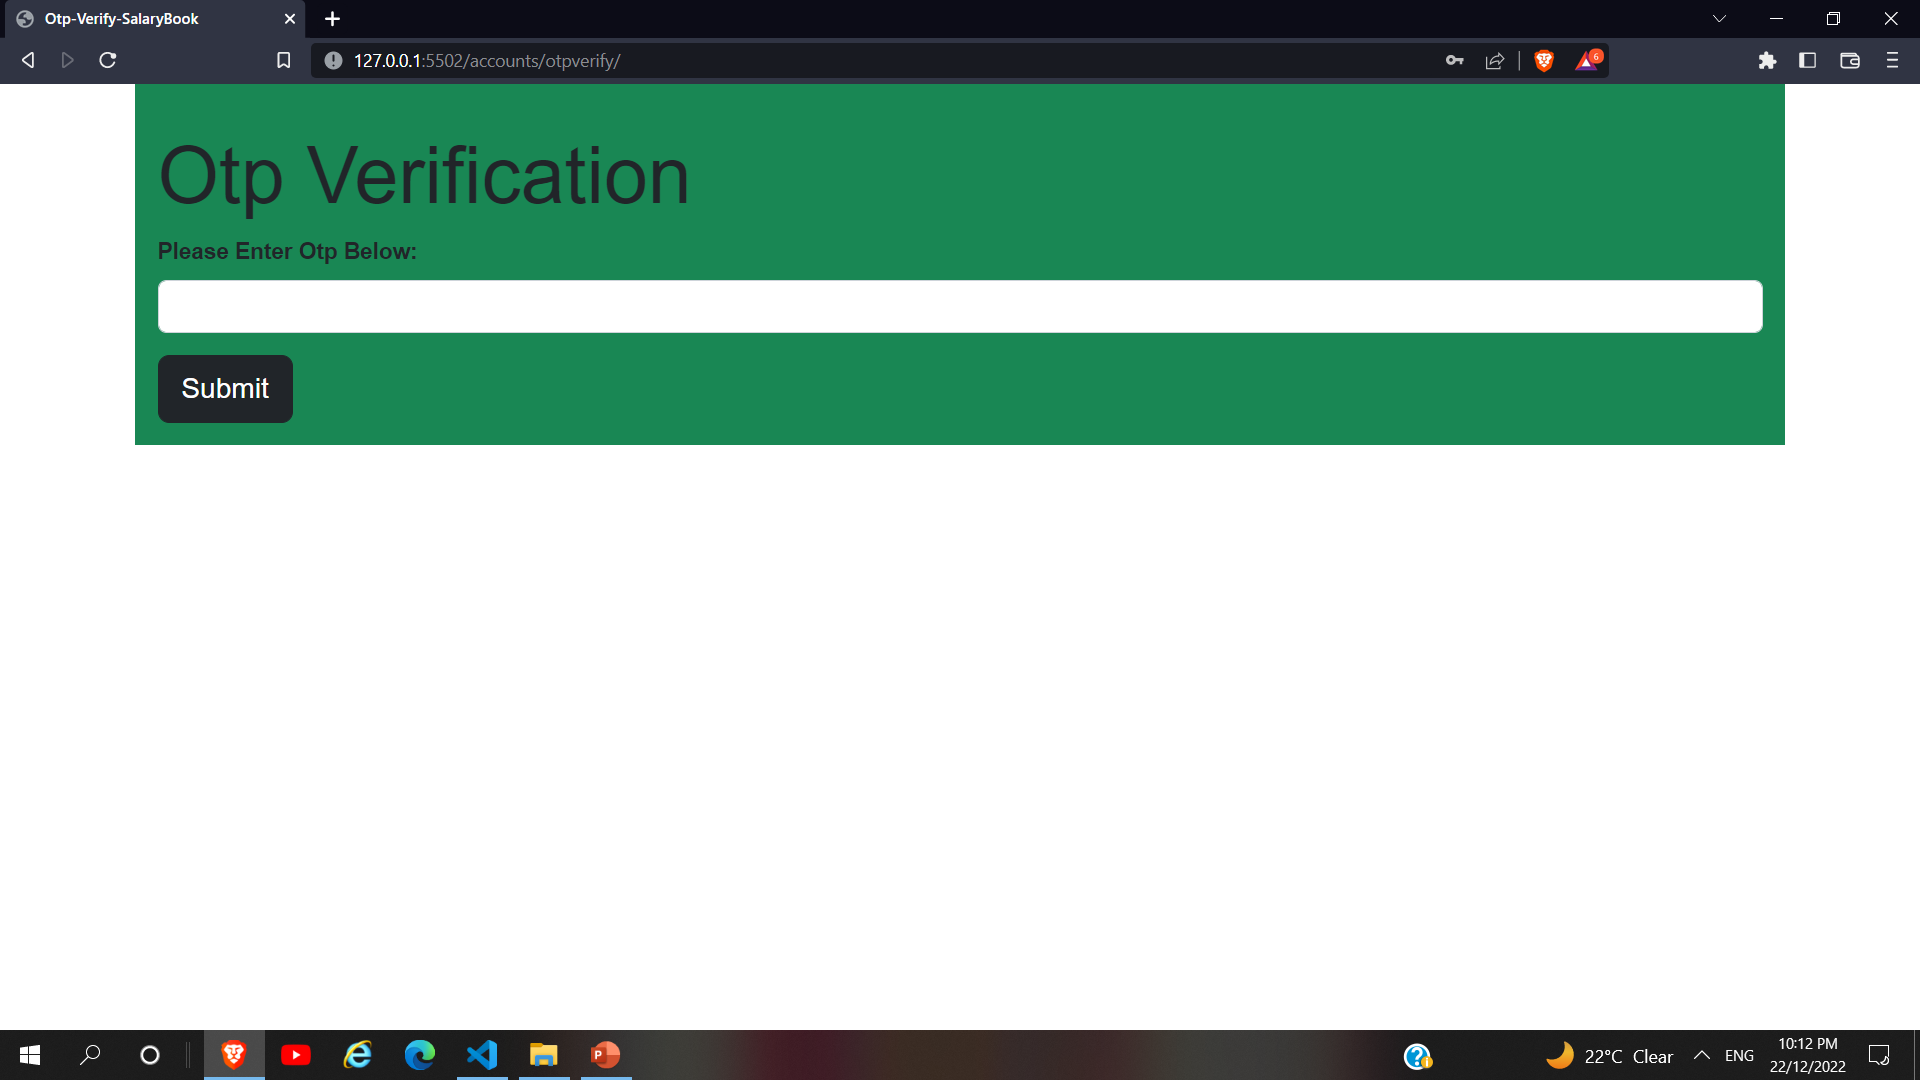 Otp-Verify-SalaryBook
127.0.0.1:5502/accounts/otpverify/
6
Otp Verification
Please Enter Otp Below:
Submit
22°C Clear
ENG
10:12 PM
22/12/2022